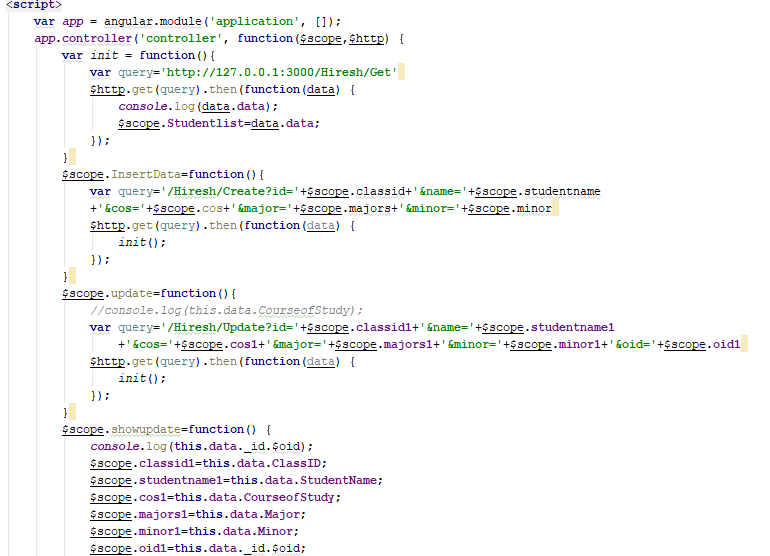 <script>
var app = angular.module('application', []);
app.controller('controller', function($scope,$http) {
var init = function(){
var query='http://127.0.0.1:3000/Hiresh/Get'
$http.get(query).then(function(data) {
console.log(data.data);
$scope.Studentlist=data.data;
});
}
$scope.InsertData=function(){
var query='/Hiresh/Create?id='+$scope.classid+'&name='+$scope.studentname
+'&cos='+$scope.cos+'&major='+$scope.majors+'&minor='+$scope.minor
$http.get(query).then(function(data) {
init();
});
}
$scope.update=function(){
//console.log(this.data.CourseofStudy);
var query='/Hiresh/Update?id='+$scope.classid1+'&name='+$scope.studentname1
+'&cos='+$scope.cos1+'&major='+$scope.majors1+'&minor='+$scope.minor1+'&oid='+$scope.oid1
$http.get(query).then(function(data) {
init();
});
}
$scope.showupdate=function() {
console.log(this.data._id.$oid);
$scope.classid1=this.data.ClassID;
$scope.studentname1=this.data.StudentName;
$scope.cos1=this.data.CourseofStudy;
$scope.majors1=this.data.Major;
$scope.minor1=this.data.Minor;
$scope.oid1=this.data._id.$oid;